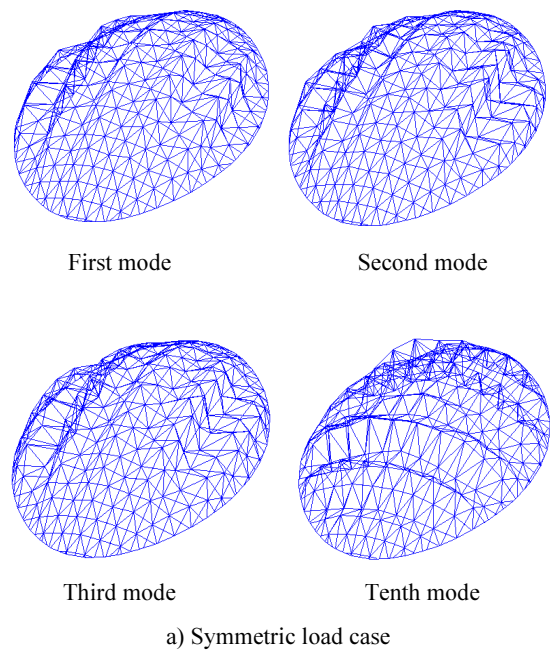 First mode
Second mode
Third mode
Tenth mode
a) Symmetric load case